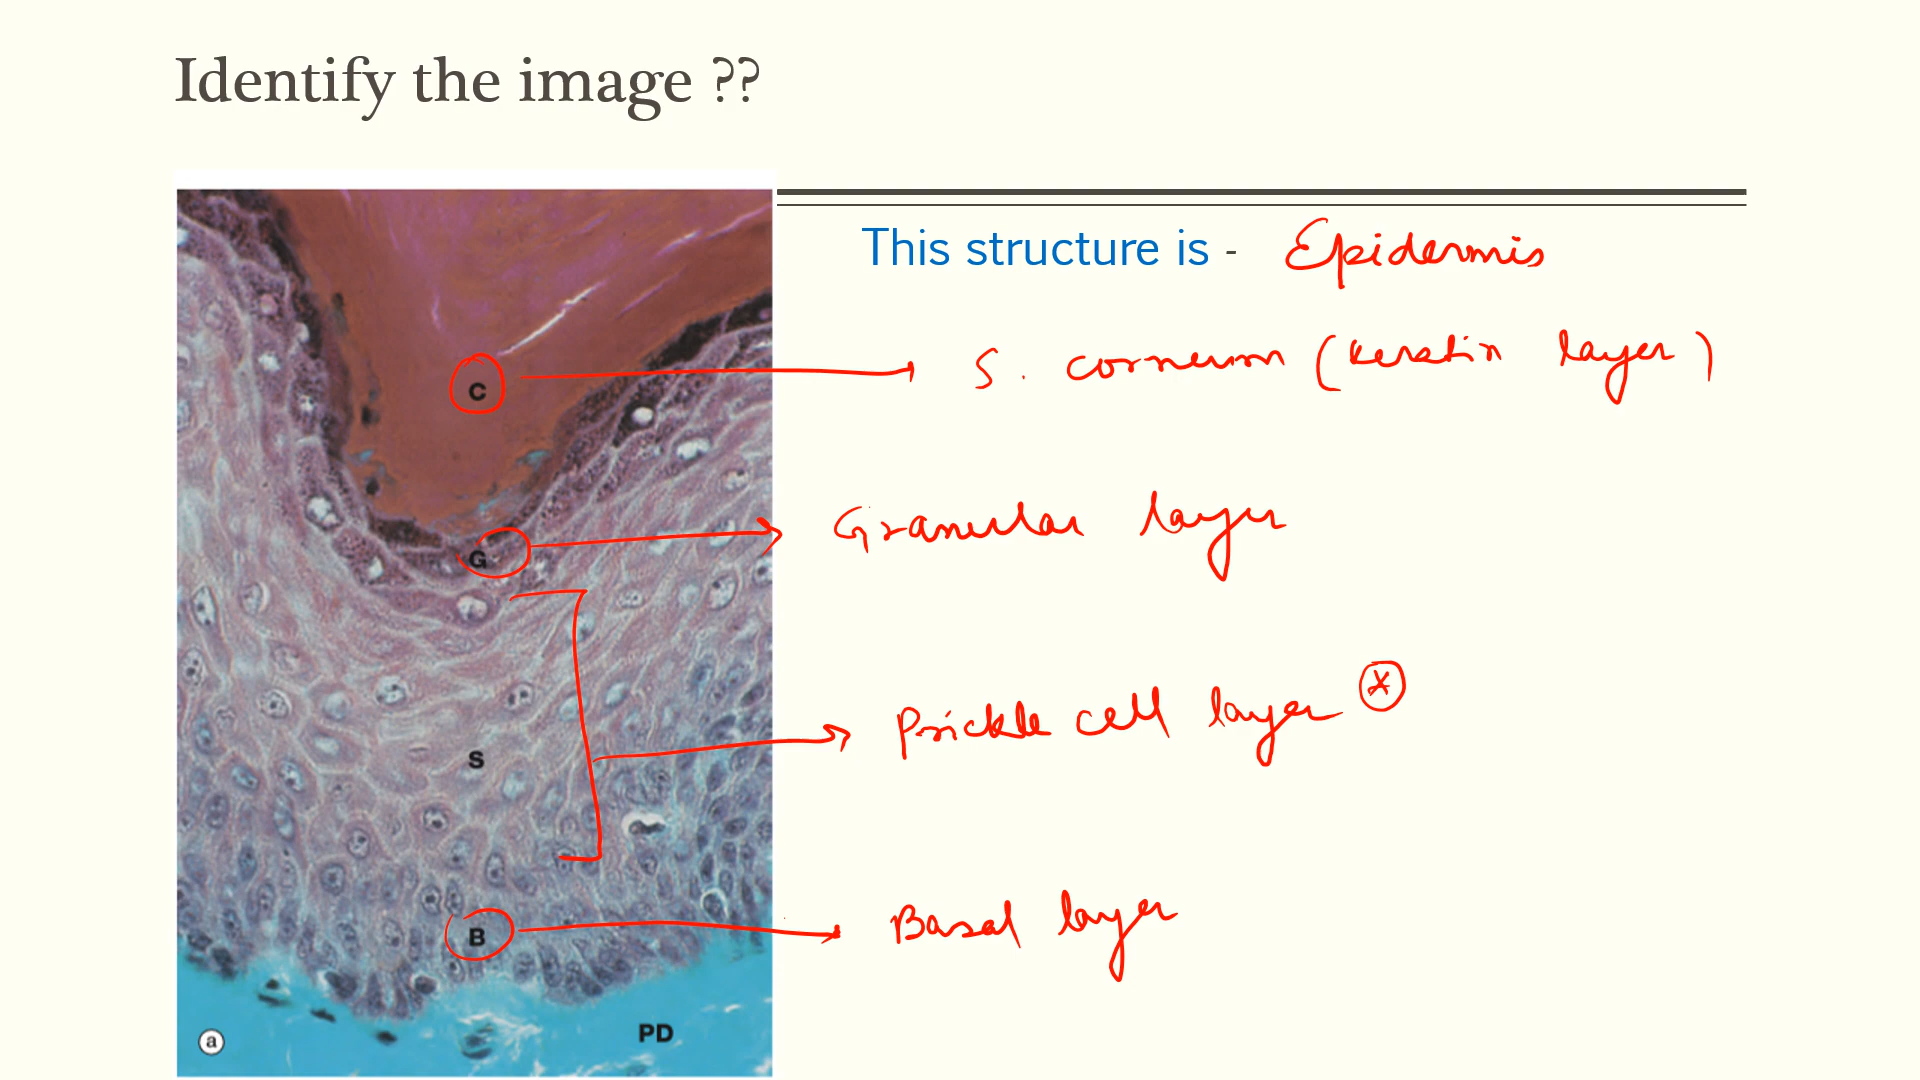 Identify the image ??
This structure is - Epidermis
C
S. corneum (keratin layer)
G
Granular layer
Prickle cell layer *
S
B
Basal layer
PD
a